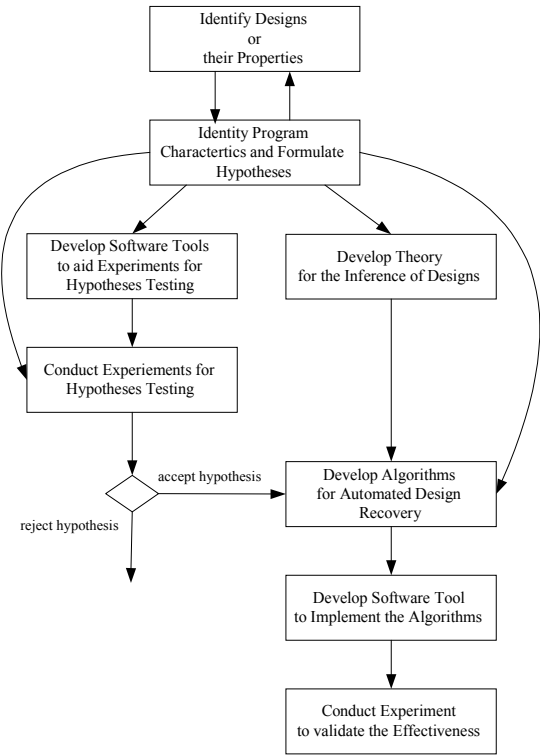 Identify Designs
or
their Properties
Identity Program
Charactertics and Formulate
Hypotheses
Develop Software Tools
to aid Experiments for
Hypotheses Testing
Develop Theory
for the Inference of Designs
Conduct Experiements for
Hypotheses Testing
accept hypothesis
reject hypothesis
Develop Algorithms
for Automated Design
Recovery
Develop Software Tool
to Implement the Algorithms
Conduct Experiment
to validate the Effectiveness